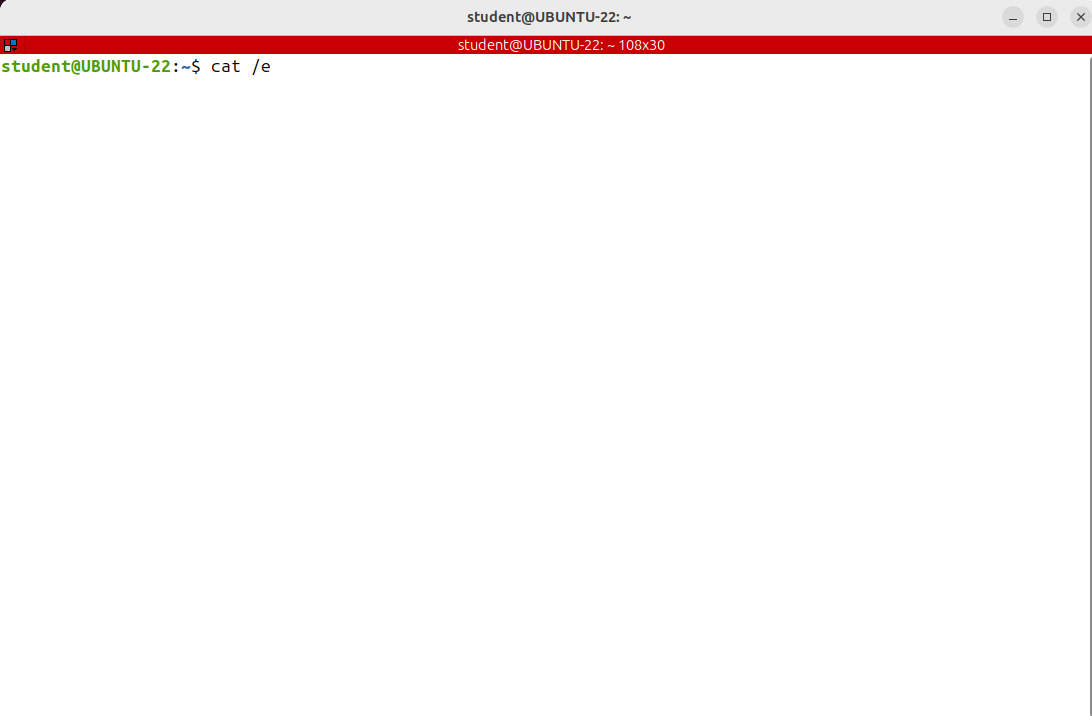 student@UBUNTU-22: ~
student@UBUNTU-22: ~ 108x30
student@UBUNTU-22:~$ cat /e